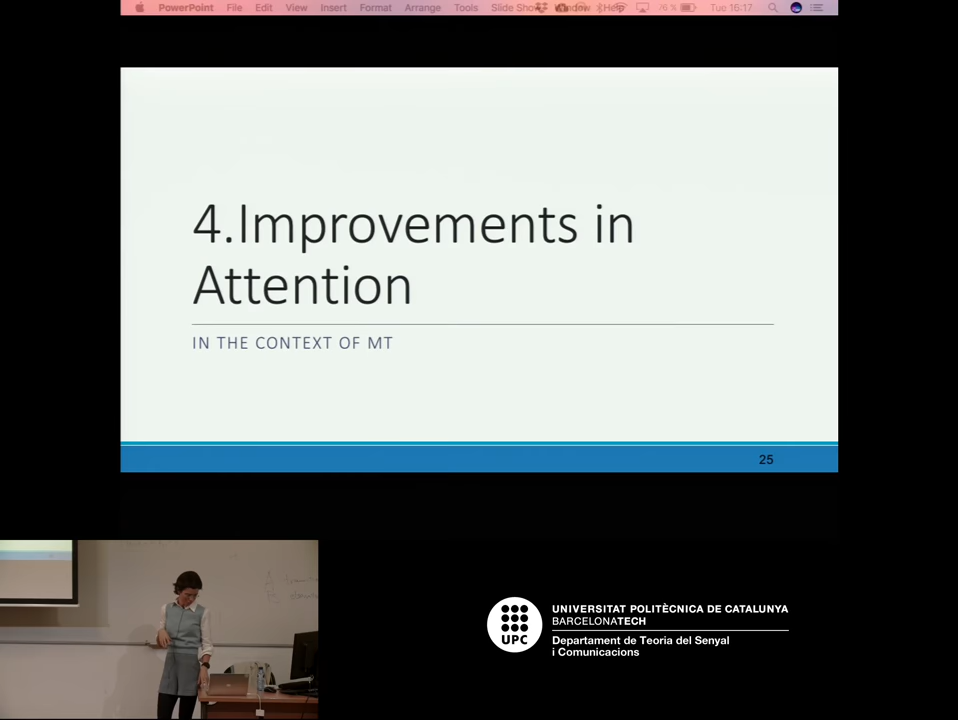 PowerPoint File Edit View Insert Format Arrange Tools Slide Show Window Help 76 % Tue 16:17
4.Improvements in
Attention
IN THE CONTEXT OF MT
25
UPC
UNIVERSITAT POLITÈCNICA DE CATALUNYA
BARCELONATECH
Departament de Teoria del Senyal
i Comunicacions